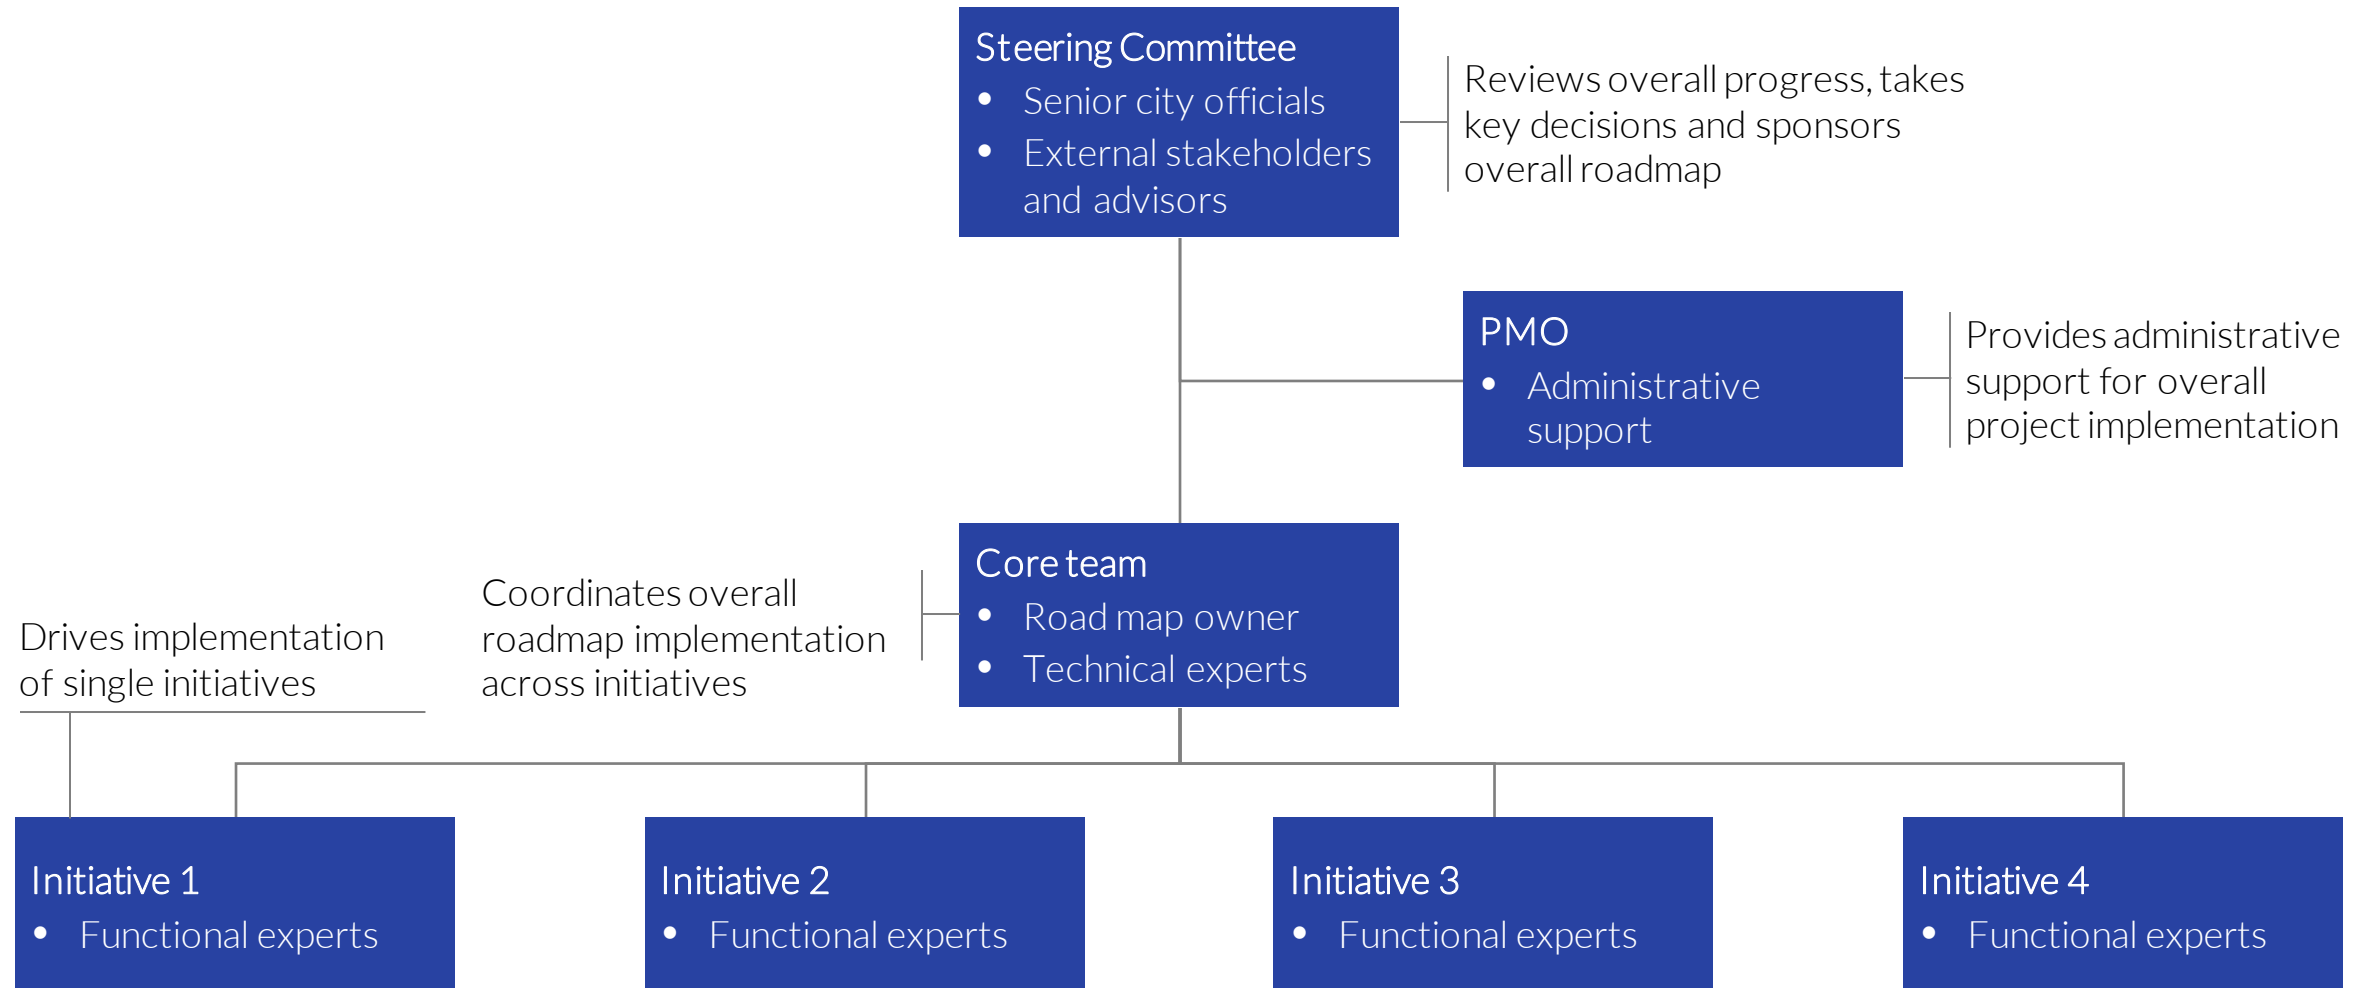 Steering Committee
• Senior city officials
• External stakeholders
and advisors
Reviews overall progress, takes
key decisions and sponsors
overall roadmap
PMO
• Administrative
support
Provides administrative
support for overall
project implementation
Core team
• Road map owner
• Technical experts
Coordinates overall
roadmap implementation
across initiatives
Drives implementation
of single initiatives
Initiative 1
• Functional experts
Initiative 2
• Functional experts
Initiative 3
• Functional experts
Initiative 4
• Functional experts